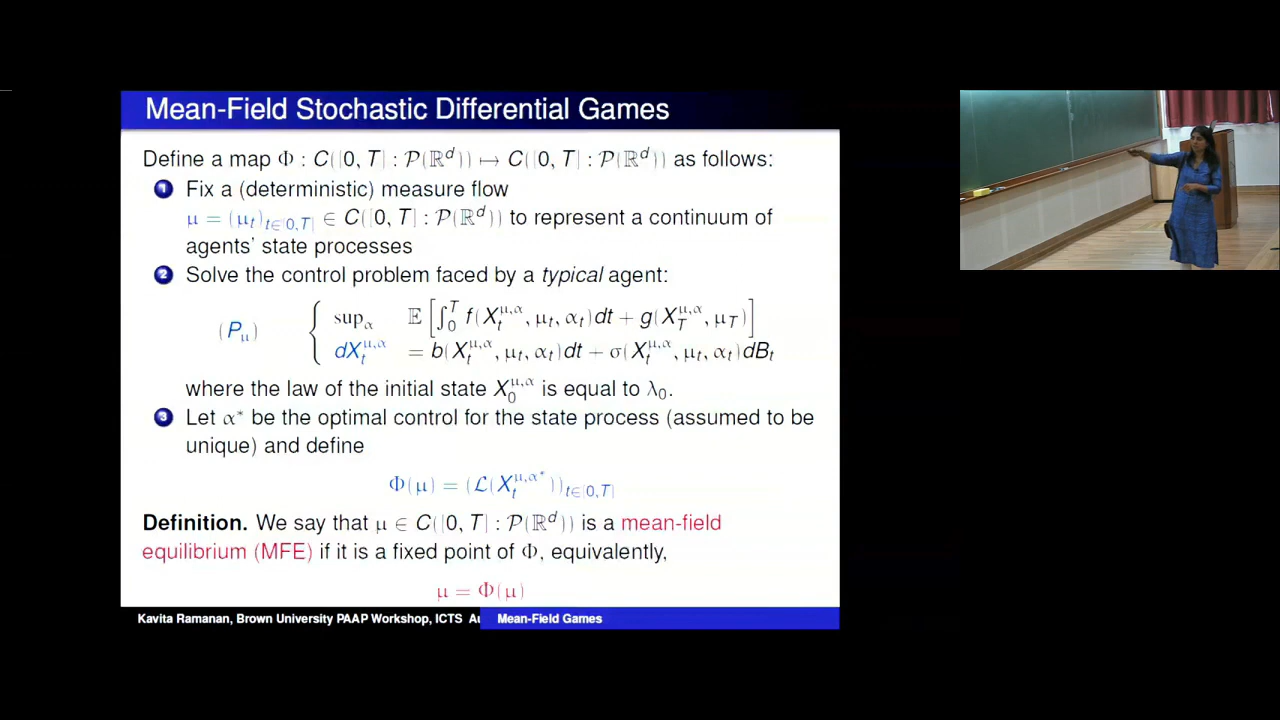 Mean-Field Stochastic Differential Games
Define a map Φ : C([0, T] : 𝒫(ℝ^d)) ↦ C([0, T] : 𝒫(ℝ^d)) as follows:
1 Fix a (deterministic) measure flow
μ = (μ_t)_{t∈[0,T]} ∈ C([0, T] : 𝒫(ℝ^d)) to represent a continuum of
agents' state processes
2 Solve the control problem faced by a typical agent:
(P_μ) { sup_α 𝔼 [∫_0^T f(X_t^{μ,α}, μ_t, α_t)dt + g(X_T^{μ,α}, μ_T)]
dX_t^{μ,α} = b(X_t^{μ,α}, μ_t, α_t)dt + σ(X_t^{μ,α}, μ_t, α_t)dB_t
where the law of the initial state X_0^{μ,α} is equal to λ_0.
3 Let α* be the optimal control for the state process (assumed to be
unique) and define
Φ(μ) = (ℒ(X_t^{μ,α*}))_{t∈[0,T]}
Definition. We say that μ ∈ C([0, T] : 𝒫(ℝ^d)) is a mean-field
equilibrium (MFE) if it is a fixed point of Φ, equivalently,
μ = Φ(μ)
Kavita Ramanan, Brown University PAAP Workshop, ICTS Au Mean-Field Games